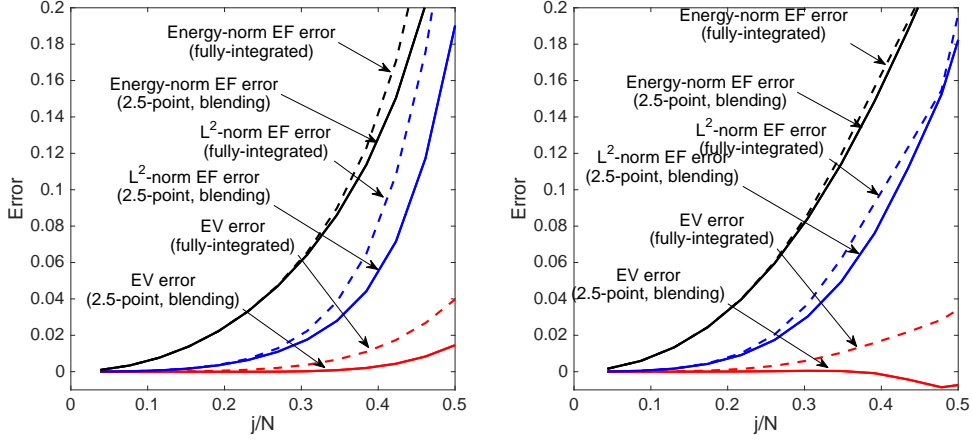 0.2
0.18
0.16
0.14
0.12
0.1
0.08
0.06
0.04
0.02
0
Error
0
0.1
0.2
0.3
0.4
0.5
j/N
Energy-norm EF error
(fully-integrated)
Energy-norm EF error
(2.5-point, blending)
L²-norm EF error
(fully-integrated)
L²-norm EF error
(2.5-point, blending)
EV error
(fully-integrated)
EV error
(2.5-point, blending)
0.2
0.18
0.16
0.14
0.12
0.1
0.08
0.06
0.04
0.02
0
Error
0
0.1
0.2
0.3
0.4
0.5
j/N
Energy-norm EF error
(fully-integrated)
Energy-norm EF error
(2.5-point, blending)
L²-norm EF error
(fully-integrated)
L²-norm EF error
(2.5-point, blending)
EV error
(fully-integrated)
EV error
(2.5-point, blending)